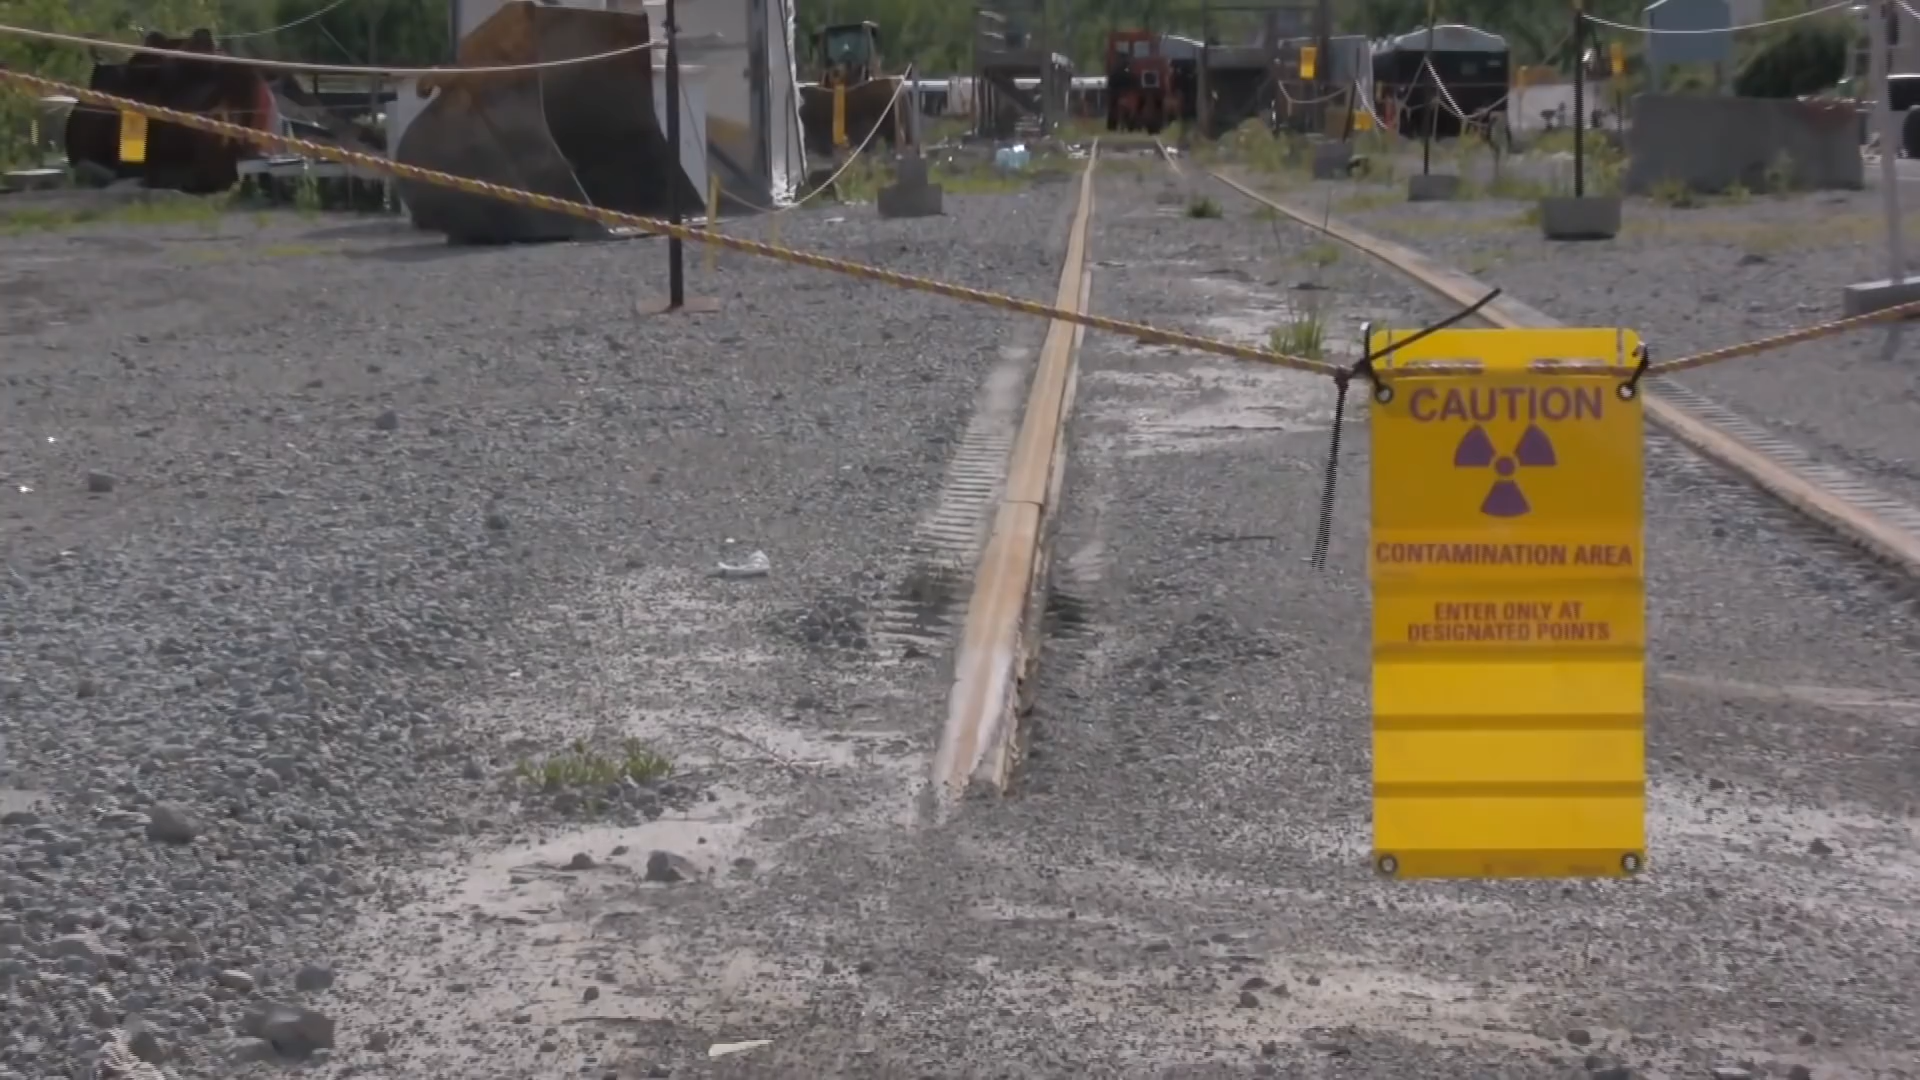 CAUTION
CONTAMINATION AREA
ENTER ONLY AT
DESIGNATED POINTS